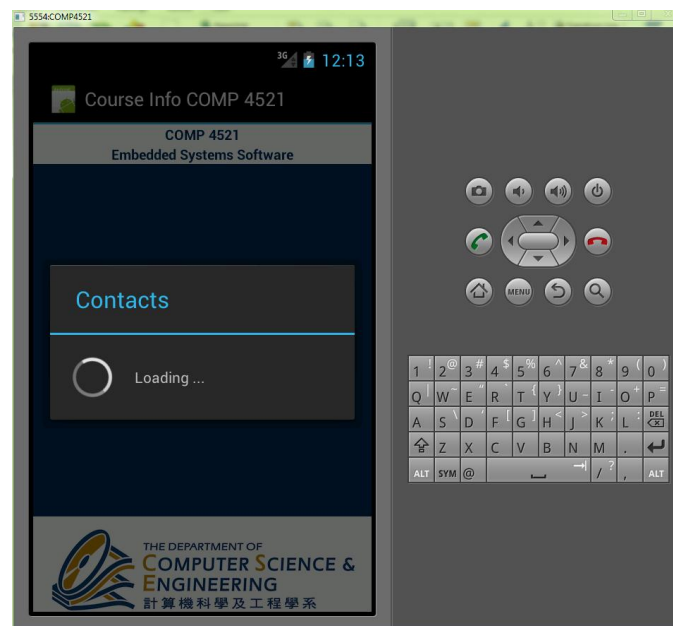 5554:COMP4521
3G 12:13
Course Info COMP 4521
COMP 4521
Embedded Systems Software
Contacts
Loading ...
THE DEPARTMENT OF
COMPUTER SCIENCE &
ENGINEERING
計算機科學及工程學系
MENU
1 ! 2 @ 3 # 4 $ 5 % 6 ^ 7 & 8 * 9 ( 0 )
Q | W ~ E " R ` T { Y } U _ I - O + P =
A S \ D ' F [ G ] H < J > K ; L : DEL
Z X C V B N M .
ALT SYM @ / ? , ALT